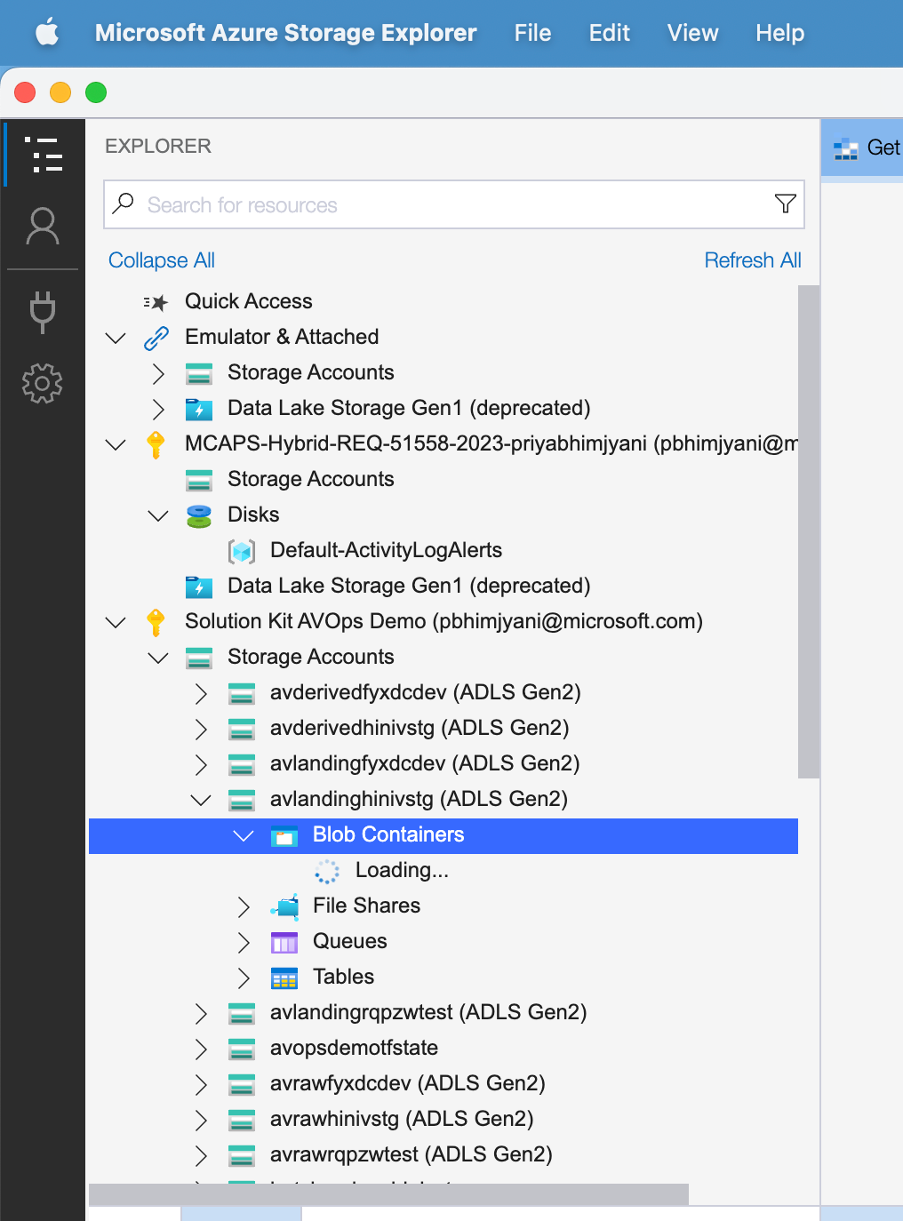 Microsoft Azure Storage Explorer File Edit View Help
EXPLORER
Get
Search for resources
Collapse All Refresh All
Quick Access
Emulator & Attached
Storage Accounts
Data Lake Storage Gen1 (deprecated)
MCAPS-Hybrid-REQ-51558-2023-priyabhimjyani (pbhimjyani@m
Storage Accounts
Disks
Default-ActivityLogAlerts
Data Lake Storage Gen1 (deprecated)
Solution Kit AVOps Demo (pbhimjyani@microsoft.com)
Storage Accounts
avderivedfyxdcdev (ADLS Gen2)
avderivedhinivstg (ADLS Gen2)
avlandingfyxdcdev (ADLS Gen2)
avlandinghinivstg (ADLS Gen2)
Blob Containers
Loading...
File Shares
Queues
Tables
avlandingrqpzwtest (ADLS Gen2)
avopsdemotfstate
avrawfyxdcdev (ADLS Gen2)
avrawhinivstg (ADLS Gen2)
avrawrqpzwtest (ADLS Gen2)